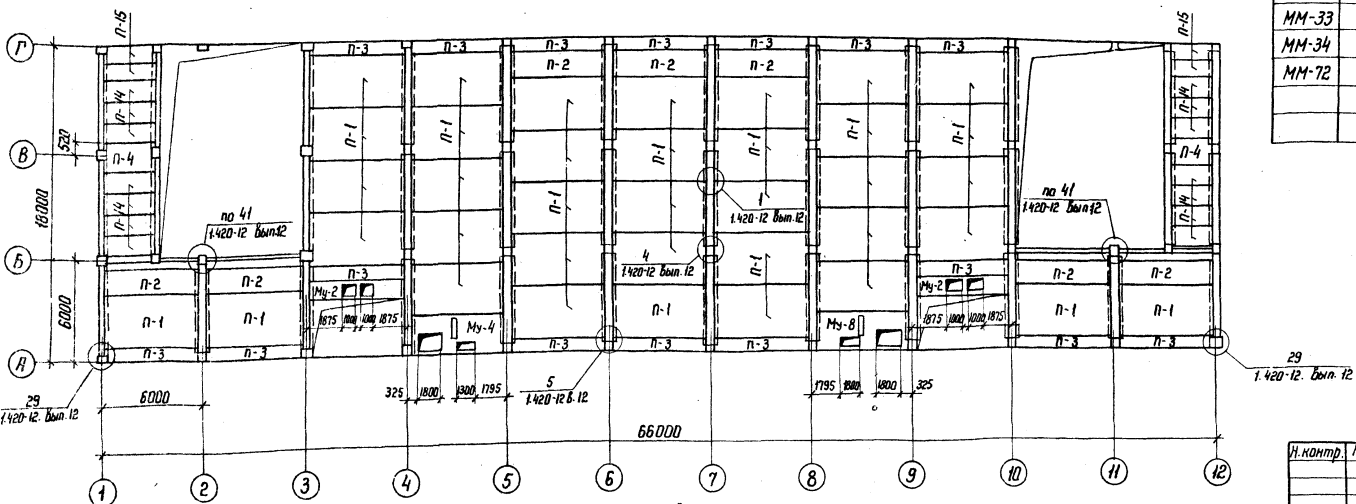 П-15
П-15
ММ-33
ММ-34
ММ-72
Г
П-3 П-3 П-3 П-3 П-3 П-3 П-3
П-2 П-2 П-2
П-14 П-1 П-1 П-1 П-1 П-1 П-1 П-1 П-14
520
В
П-4 П-4
18000
П-14 П-14
по 41
1.420-12 Вып.12
1
1.420-12 Вып.12
по 41
1.420-12 Вып.12
4
1.420-12 Вып. 12
Б
П-2 П-2 П-3 П-1 П-3 П-2 П-2
Му-2 Му-2
6000
П-1 П-1 П-1 П-1 П-1
1875 1000 1000 1875
1875 1000 1000 1875
Му-4 Му-8
А
П-3 П-3 П-3 П-3 П-3 П-3 П-3
29
1.420-12. Вып. 12
5
1.420-12 В. 12
29
1.420-12. Вып. 12
6000
325 1800 1300 1795
1795 1800 1800 325
66000
Н.контр.
1 2 3 4 5 6 7 8 9 10 11 12